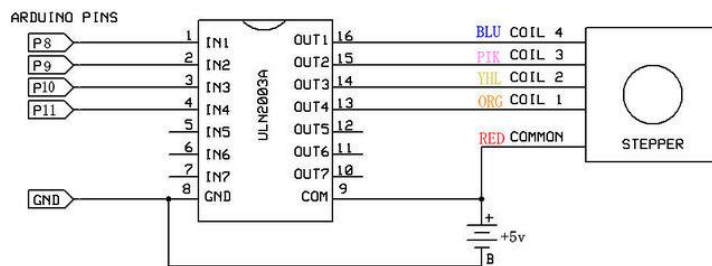 ARDUINO PINS
P8 1 IN1 OUT1 16 BLU COIL 4
P9 2 IN2 OUT2 15 PIK COIL 3
P10 3 IN3 OUT3 14 YHL COIL 2
P11 4 IN4 OUT4 13 ORG COIL 1
5 IN5 OUT5 12
6 IN6 OUT6 11
7 IN7 OUT7 10
GND 8 GND COM 9
ULN2003A
RED COMMON
STEPPER
+
+5v
B